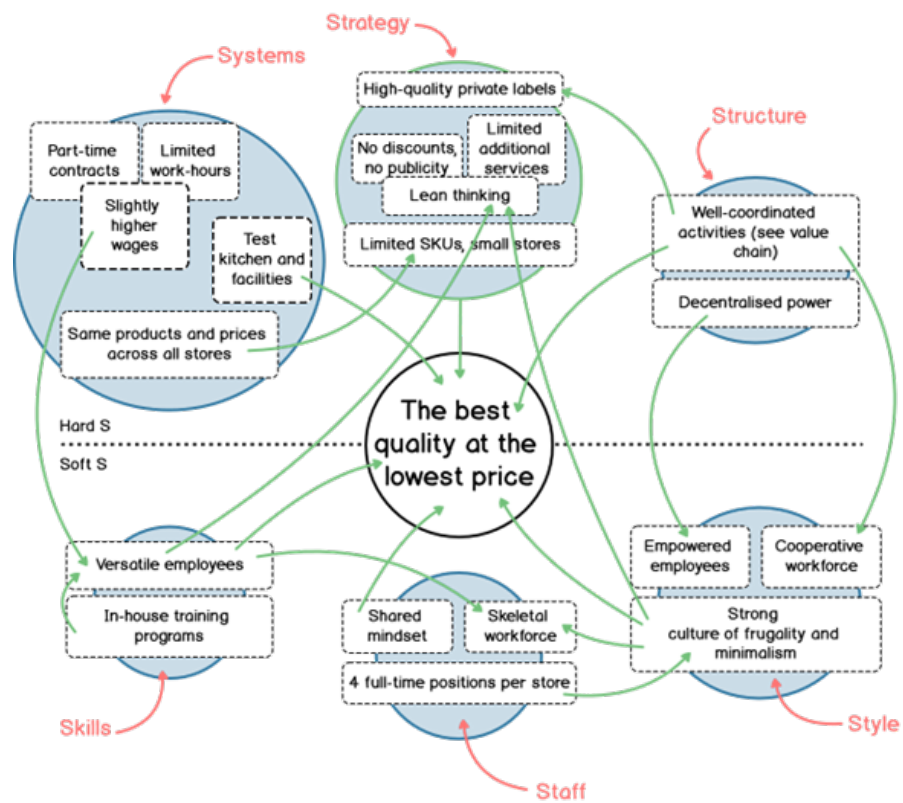 Strategy
Systems
High-quality private labels
Structure
Part-time
contracts
Limited
work-hours
No discounts,
no publicity
Limited
additional
services
Slightly
higher
wages
Lean thinking
Well-coordinated
activities (see value
chain)
Test
kitchen and
facilities
Limited SKUs, small stores
Decentralised power
Same products and prices
across all stores
The best
quality at the
lowest price
Hard S
Soft S
Versatile employees
Empowered
employees
Cooperative
workforce
In-house training
programs
Shared
mindset
Skeletal
workforce
Strong
culture of frugality and
minimalism
4 full-time positions per store
Skills
Style
Staff